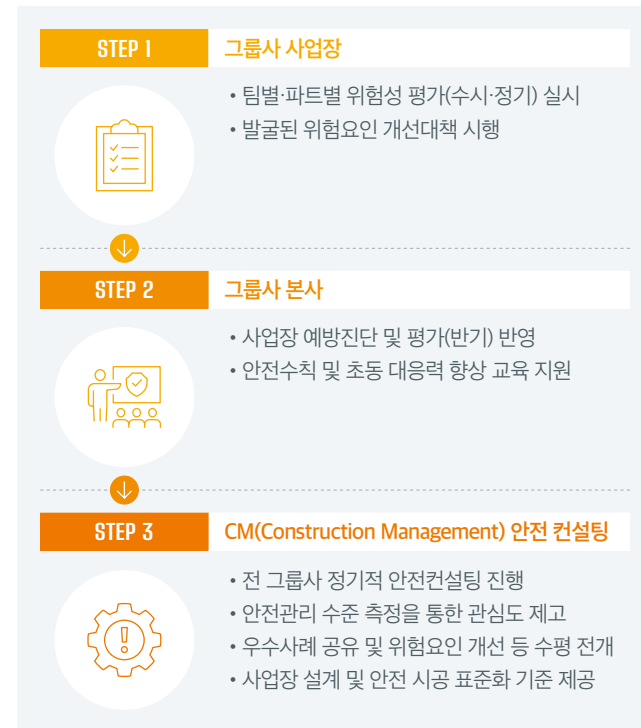 STEP 1
그룹사 사업장
• 팀별·파트별 위험성 평가(수시·정기) 실시
• 발굴된 위험요인 개선대책 시행
STEP 2
그룹사 본사
• 사업장 예방진단 및 평가(반기) 반영
• 안전수칙 및 초동 대응력 향상 교육 지원
STEP 3
CM(Construction Management) 안전 컨설팅
• 전 그룹사 정기적 안전컨설팅 진행
• 안전관리 수준 측정을 통한 관심도 제고
• 우수사례 공유 및 위험요인 개선 등 수평 전개
• 사업장 설계 및 안전 시공 표준화 기준 제공